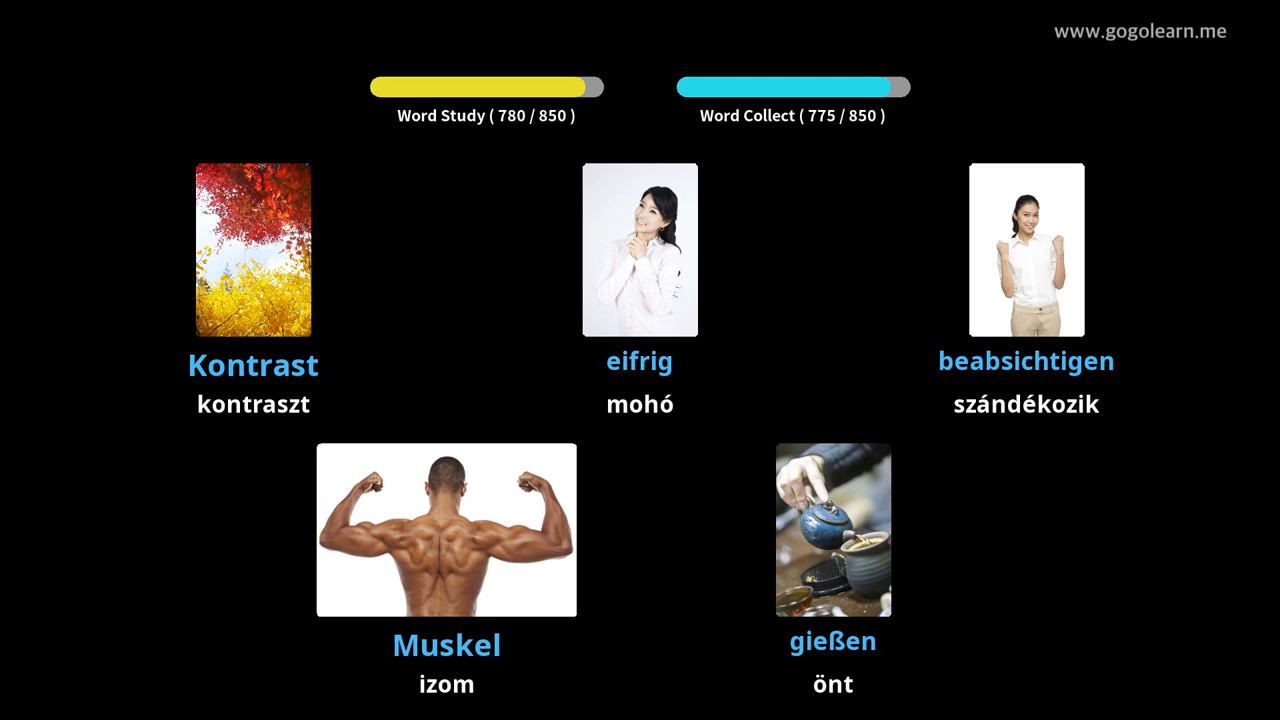 www.gogolearn.me
Word Study ( 780 / 850 )
Word Collect ( 775 / 850 )
Kontrast
kontraszt
eifrig
mohó
beabsichtigen
szándékozik
Muskel
izom
gießen
önt